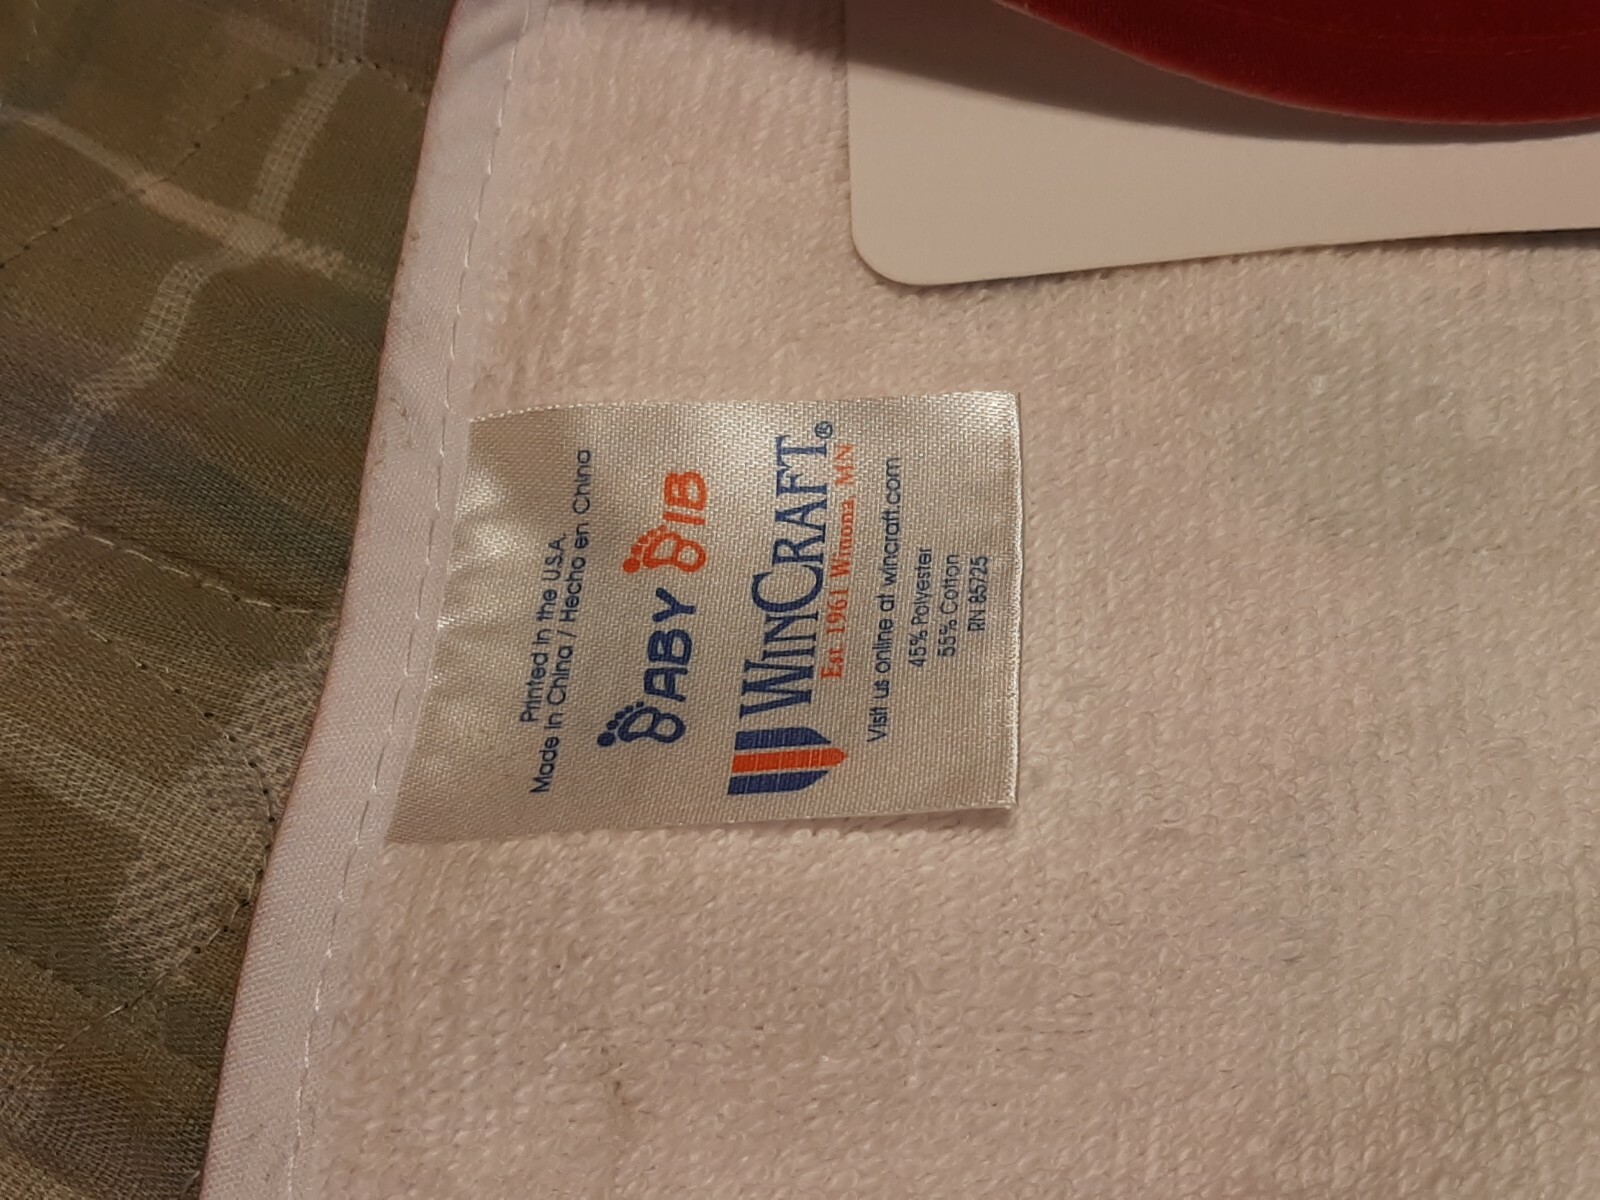 Printed in the U.S.A.
Made in China / Hecho en China
BABY BIB
WINCRAFT®
Est. 1961 Winona, MN
Visit us online at wincraft.com
45% Polyester
55% Cotton
RN 85725